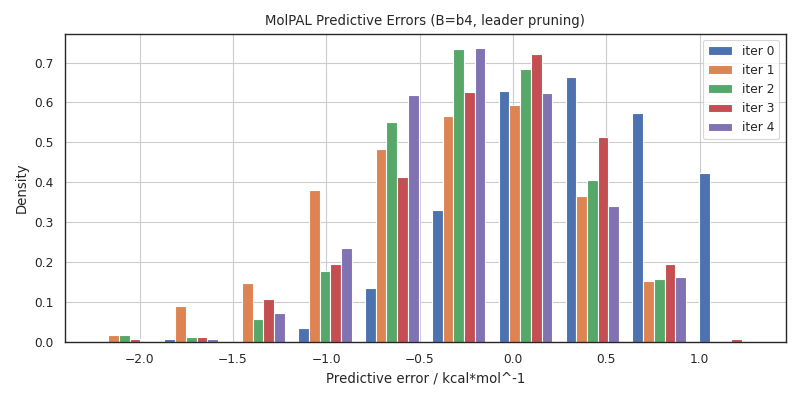 MolPAL Predictive Errors (B=b4, leader pruning)
iter 0
iter 1
iter 2
iter 3
iter 4
Density
0.7
0.6
0.5
0.4
0.3
0.2
0.1
0.0
−2.0 −1.5 −1.0 −0.5 0.0 0.5 1.0
Predictive error / kcal*mol^-1